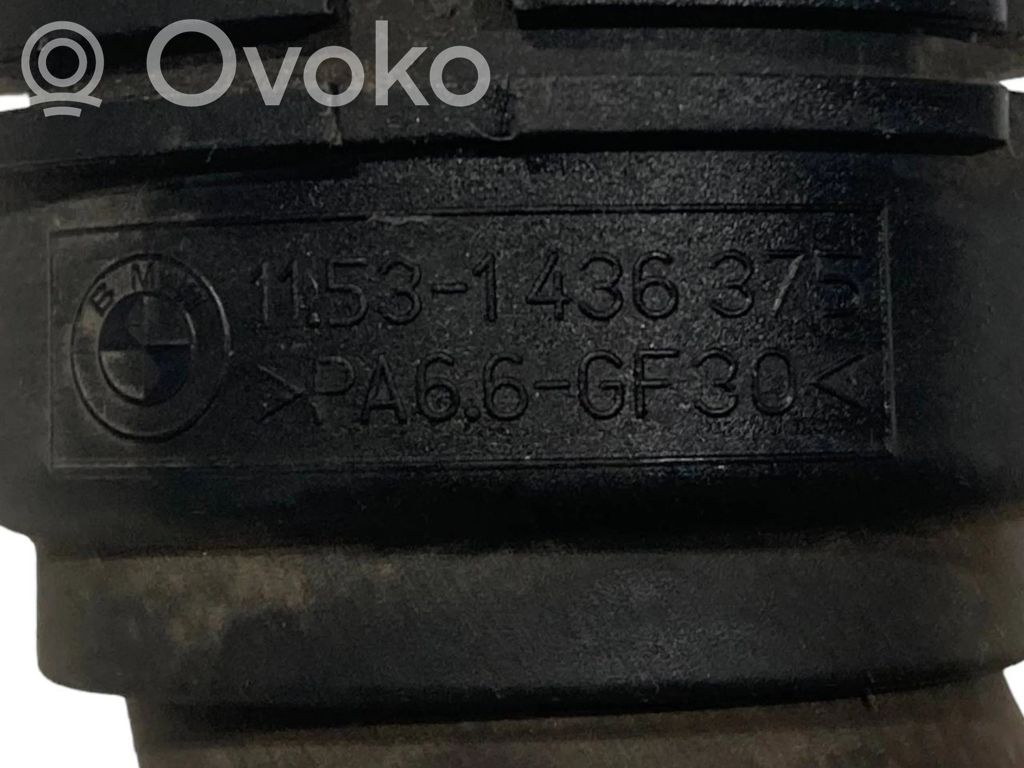 Ovoko
BMW
11.53-1 436 375
>PA6.6-GF30<